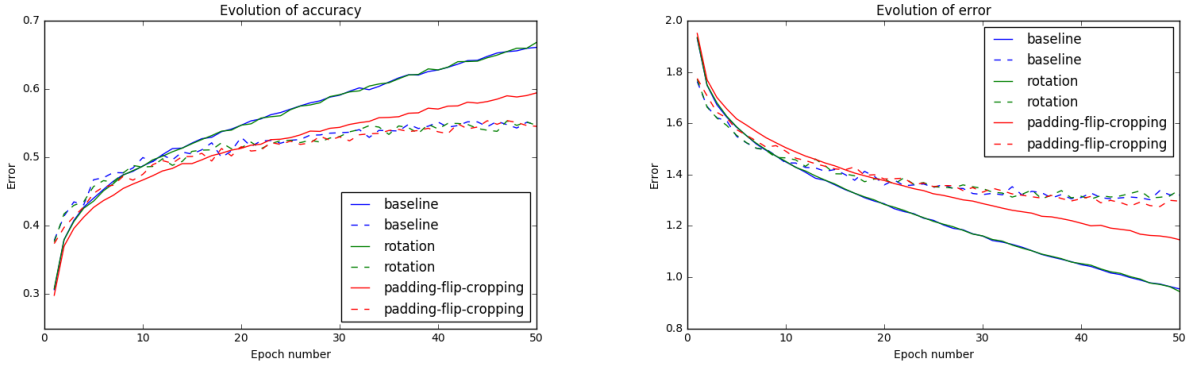 Evolution of accuracy
0.7
0.6
0.5
0.4
0.3
Error
0
10
20
30
40
50
Epoch number
baseline
baseline
rotation
rotation
padding-flip-cropping
padding-flip-cropping
Evolution of error
2.0
1.8
1.6
1.4
1.2
1.0
0.8
Error
0
10
20
30
40
50
Epoch number
baseline
baseline
rotation
rotation
padding-flip-cropping
padding-flip-cropping